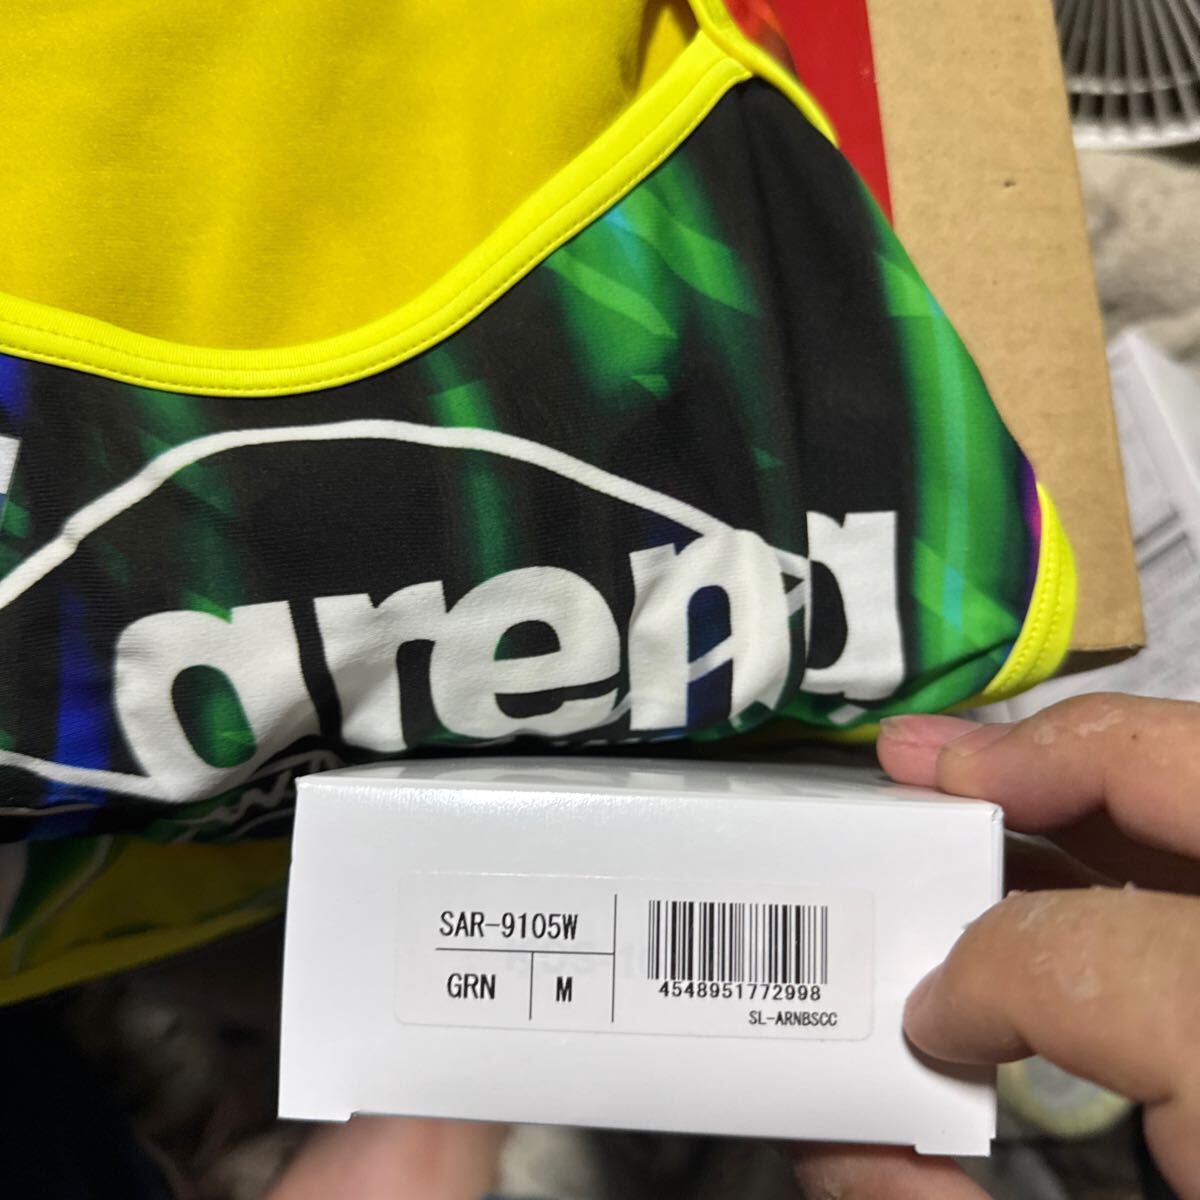 arena
SAR-9105W
GRN
M
4548951772998
SL-ARNBSCC